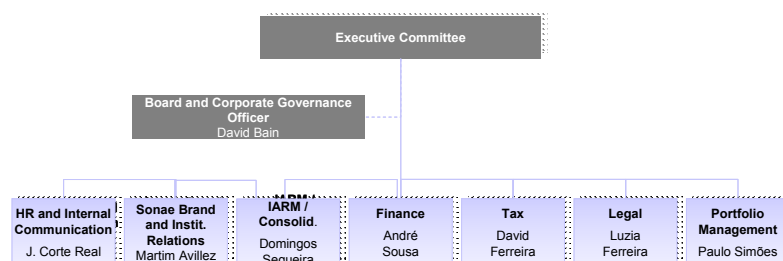 Executive Committee
Board and Corporate Governance
Officer
David Bain
HR and Internal
Communication
J. Corte Real
Sonae Brand
and Instit.
Relations
Martim Avillez
IARM /
Consolid.
Domingos
Sequeira
Finance
André
Sousa
Tax
David
Ferreira
Legal
Luzia
Ferreira
Portfolio
Management
Paulo Simões